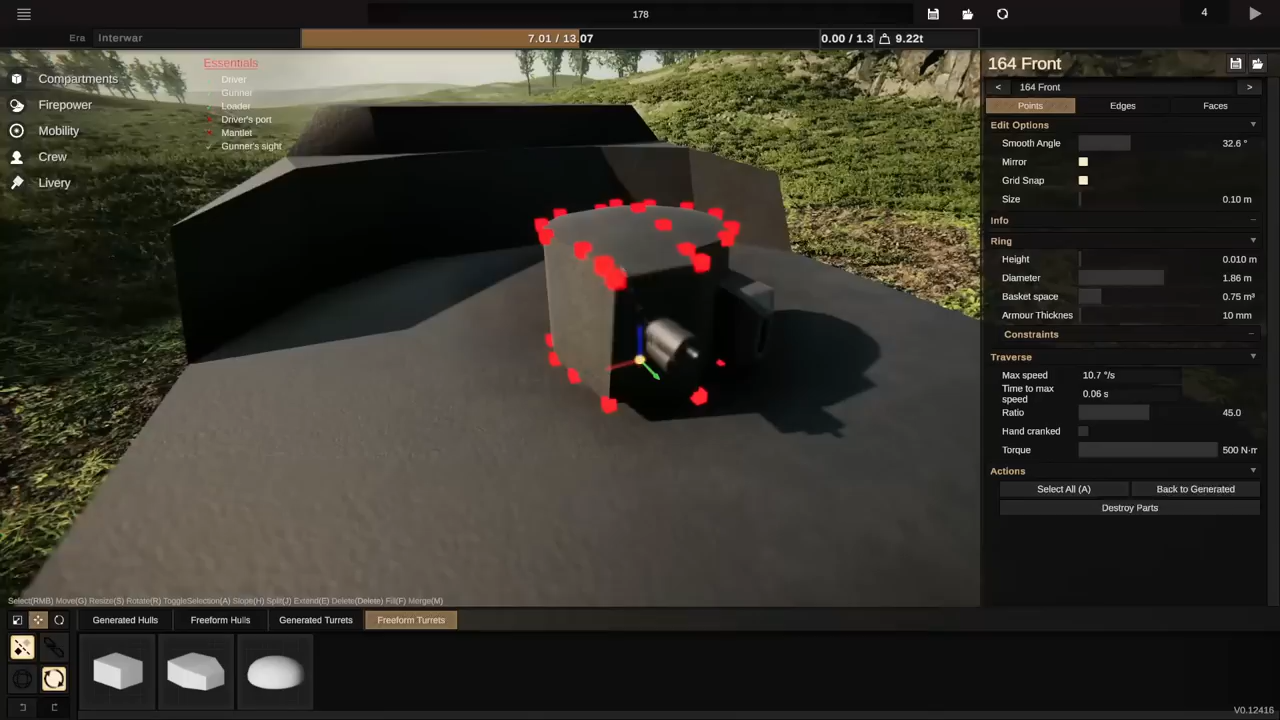 178
4
Era Interwar
7.01 / 13.07
0.00 / 1.3
9.22t
Compartments
Firepower
Mobility
Crew
Livery
Essentials
Driver
Gunner
Loader
Driver's port
Mantlet
Gunner's sight
164 Front
< 164 Front >
Points Edges Faces
Edit Options
Smooth Angle 32.6 °
Mirror
Grid Snap
Size 0.10 m
Info
Ring
Height 0.010 m
Diameter 1.86 m
Basket space 0.75 m³
Armour Thicknes 10 mm
Constraints
Traverse
Max speed 10.7 °/s
Time to max
speed 0.06 s
Ratio 45.0
Hand cranked
Torque 500 N·m
Actions
Select All (A) Back to Generated
Destroy Parts
Select(RMB) Move(G) Resize(S) Rotate(R) ToggleSelection(A) Slope(H) Split(J) Extend(E) Delete(Delete) Fill(F) Merge(M)
Generated Hulls Freeform Hulls Generated Turrets Freeform Turrets
V0.12416